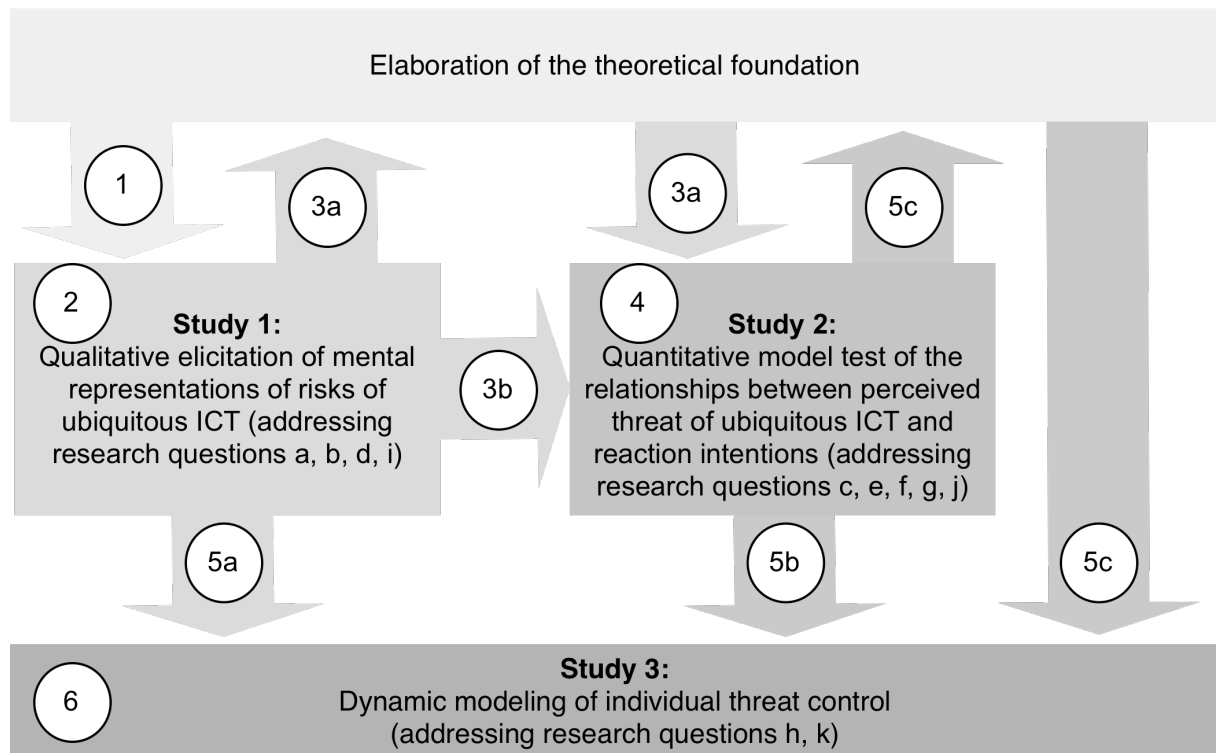 Elaboration of the theoretical foundation
1
3a
3a
5c
2
Study 1:
Qualitative elicitation of mental
representations of risks of
ubiquitous ICT (addressing
research questions a, b, d, i)
3b
4
Study 2:
Quantitative model test of the
relationships between perceived
threat of ubiquitous ICT and
reaction intentions (addressing
research questions c, e, f, g, j)
5a
5b
5c
6
Study 3:
Dynamic modeling of individual threat control
(addressing research questions h, k)